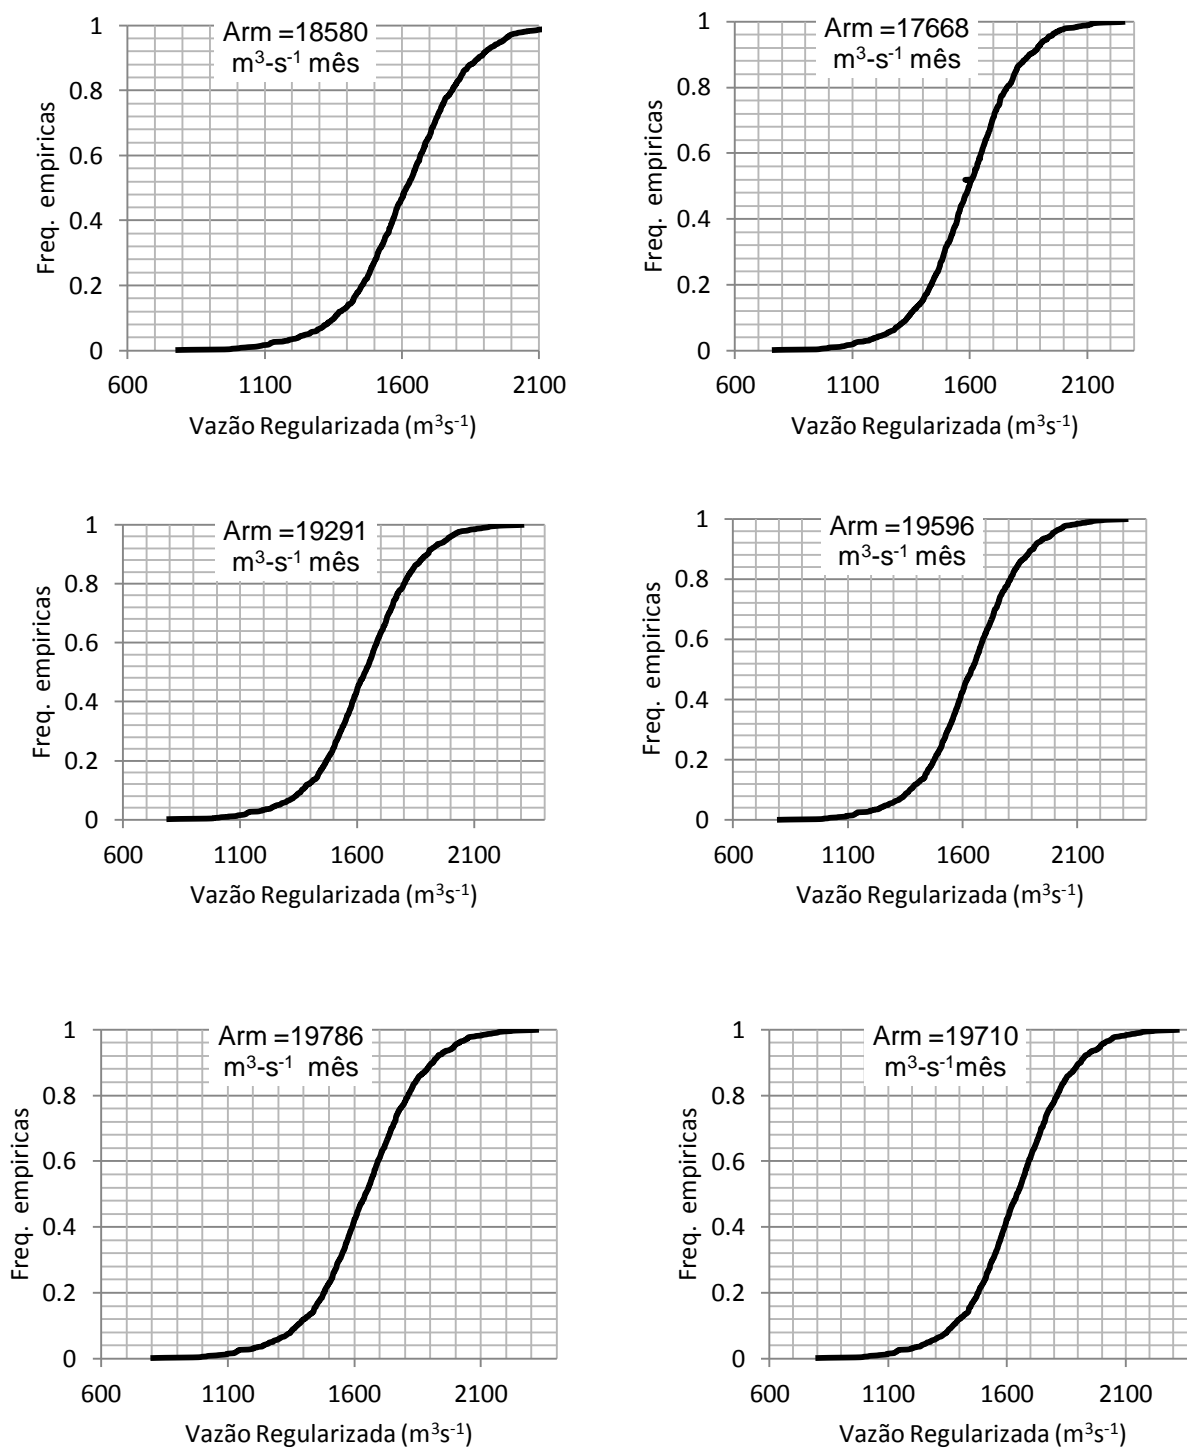 Arm =18580
m³-s⁻¹ mês
Freq. empiricas
1
0.8
0.6
0.4
0.2
0
600 1100 1600 2100
Vazão Regularizada (m³s⁻¹)
Arm =17668
m³-s⁻¹ mês
Freq. empiricas
1
0.8
0.6
0.4
0.2
0
600 1100 1600 2100
Vazão Regularizada (m³s⁻¹)
Arm =19291
m³-s⁻¹ mês
Freq. empiricas
1
0.8
0.6
0.4
0.2
0
600 1100 1600 2100
Vazão Regularizada (m³s⁻¹)
Arm =19596
m³-s⁻¹ mês
Freq. empiricas
1
0.8
0.6
0.4
0.2
0
600 1100 1600 2100
Vazão Regularizada (m³s⁻¹)
Arm =19786
m³-s⁻¹ mês
Freq. empiricas
1
0.8
0.6
0.4
0.2
0
600 1100 1600 2100
Vazão Regularizada (m³s⁻¹)
Arm =19710
m³-s⁻¹mês
Freq. empiricas
1
0.8
0.6
0.4
0.2
0
600 1100 1600 2100
Vazão Regularizada (m³s⁻¹)